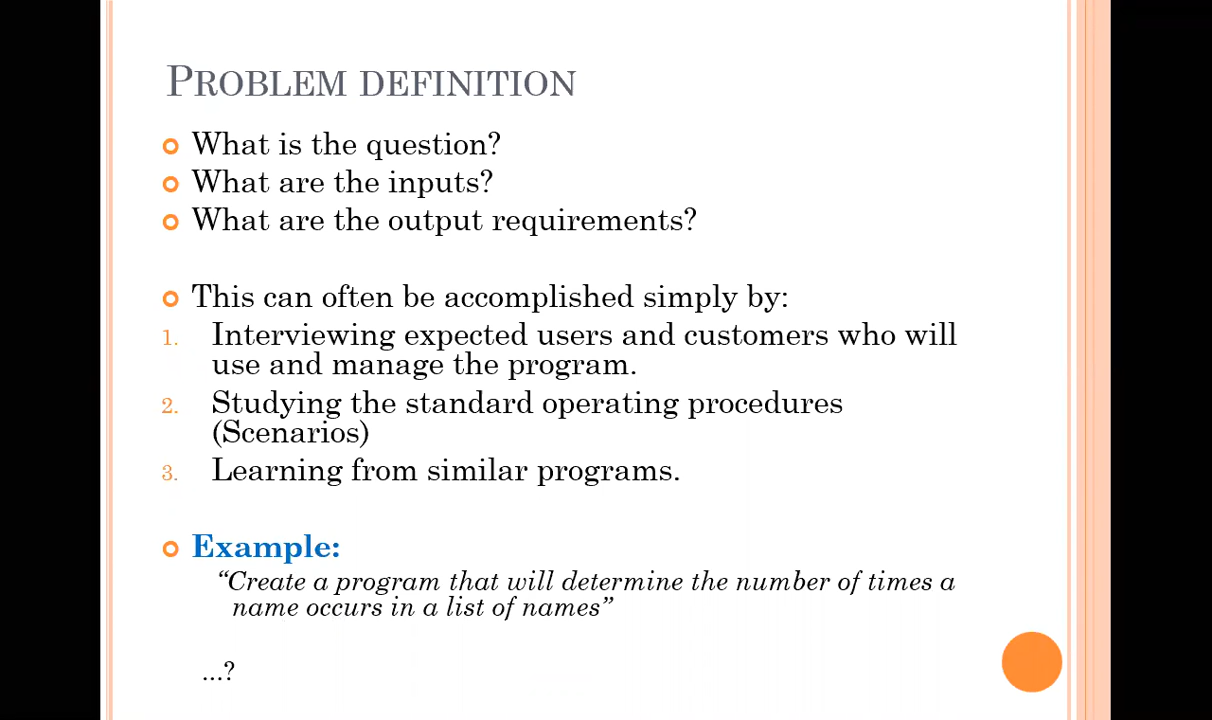 PROBLEM DEFINITION
What is the question?
What are the inputs?
What are the output requirements?
This can often be accomplished simply by:
1. Interviewing expected users and customers who will
use and manage the program.
2. Studying the standard operating procedures
(Scenarios)
3. Learning from similar programs.
Example:
“Create a program that will determine the number of times a
name occurs in a list of names”
...?